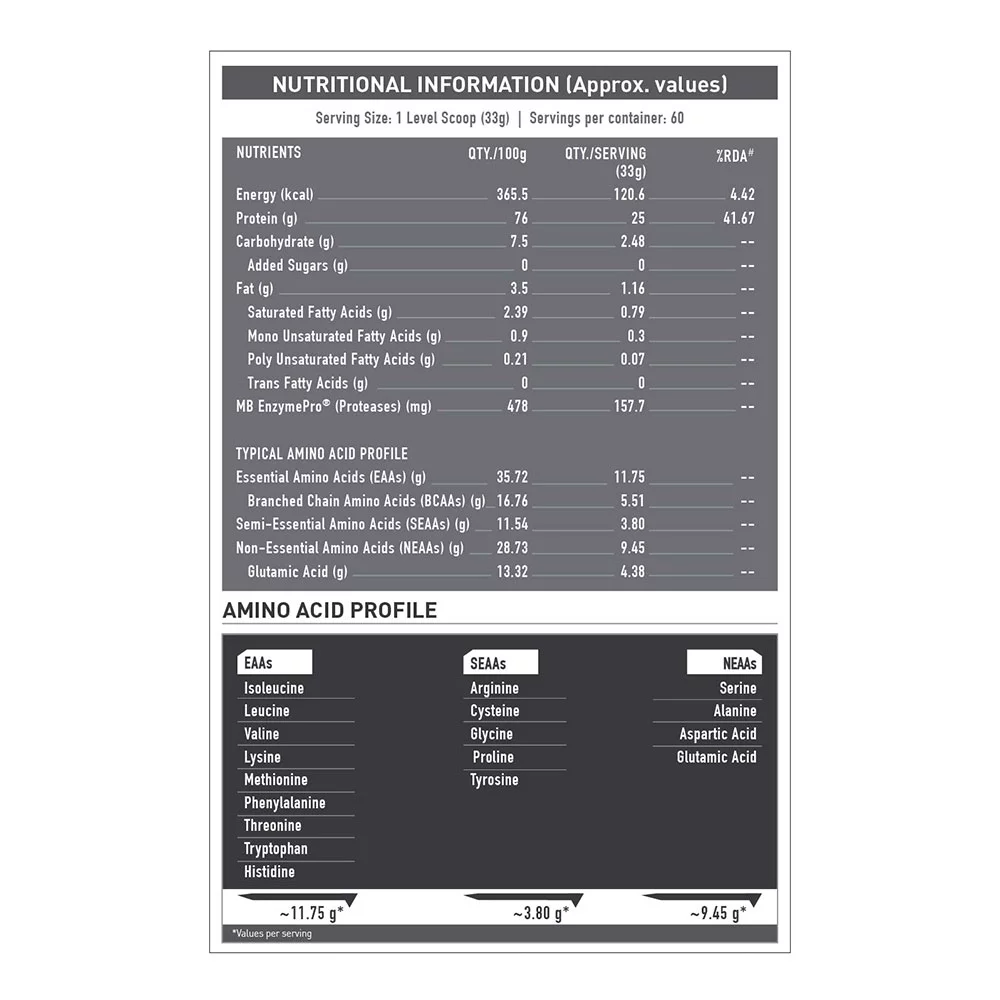 NUTRITIONAL INFORMATION (Approx. values)
Serving Size: 1 Level Scoop (33g) | Servings per container: 60
NUTRIENTS QTY./100g QTY./SERVING (33g) %RDA#
Energy (kcal) 365.5 120.6 4.42
Protein (g) 76 25 41.67
Carbohydrate (g) 7.5 2.48 --
Added Sugars (g) 0 0 --
Fat (g) 3.5 1.16 --
Saturated Fatty Acids (g) 2.39 0.79 --
Mono Unsaturated Fatty Acids (g) 0.9 0.3 --
Poly Unsaturated Fatty Acids (g) 0.21 0.07 --
Trans Fatty Acids (g) 0 0 --
MB EnzymePro® (Proteases) (mg) 478 157.7 --
TYPICAL AMINO ACID PROFILE
Essential Amino Acids (EAAs) (g) 35.72 11.75 --
Branched Chain Amino Acids (BCAAs) (g) 16.76 5.51 --
Semi-Essential Amino Acids (SEAAs) (g) 11.54 3.80 --
Non-Essential Amino Acids (NEAAs) (g) 28.73 9.45 --
Glutamic Acid (g) 13.32 4.38 --
AMINO ACID PROFILE
EAAs
Isoleucine
Leucine
Valine
Lysine
Methionine
Phenylalanine
Threonine
Tryptophan
Histidine
~11.75 g*
SEAAs
Arginine
Cysteine
Glycine
Proline
Tyrosine
~3.80 g*
NEAAs
Serine
Alanine
Aspartic Acid
Glutamic Acid
~9.45 g*
*Values per serving